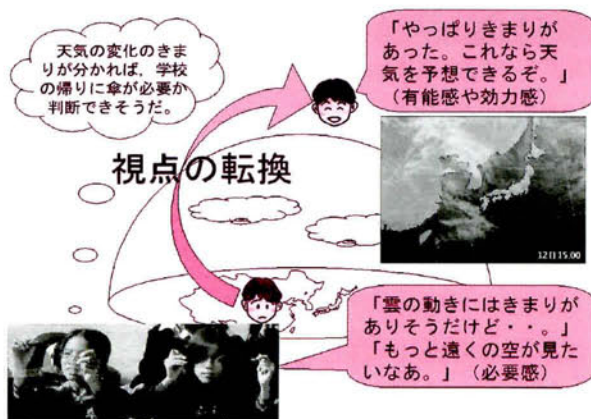 天気の変化のきま
りが分かれば，学校
の帰りに傘が必要か
判断できそうだ。
「やっぱりきまりが
あった。これなら天
気を予想できるぞ。」
(有能感や効力感)
視点の転換
12日15:00
「雲の動きにはきまりが
ありそうだけど・・。」
「もっと遠くの空が見た
いなあ。」（必要感）